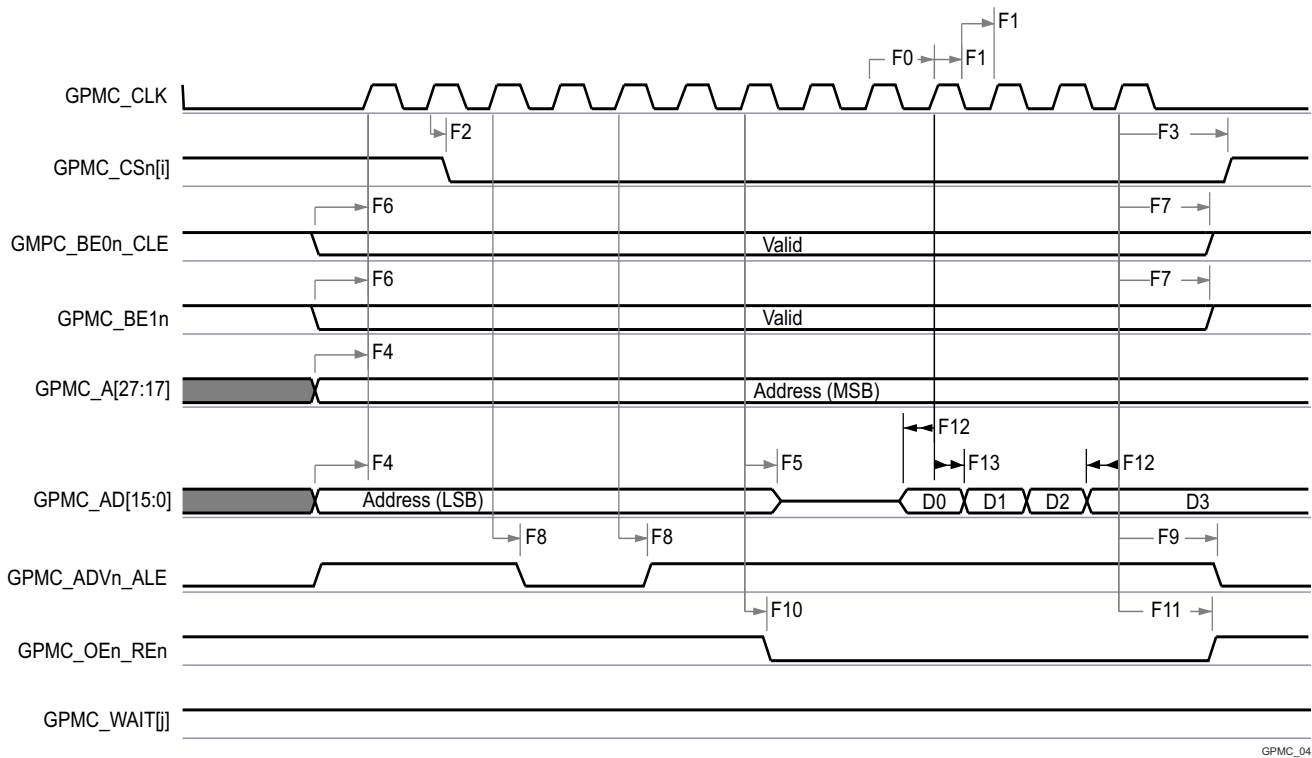 F1
F0 F1
GPMC_CLK
F2 F3
GPMC_CSn[i]
F6 F7
GMPC_BE0n_CLE Valid
F6 F7
GPMC_BE1n Valid
F4
GPMC_A[27:17] Address (MSB)
F12
F4 F5 F13 F12
GPMC_AD[15:0] Address (LSB) D0 D1 D2 D3
F8 F8 F9
GPMC_ADVn_ALE
F10 F11
GPMC_OEn_REn
GPMC_WAIT[j]
GPMC_04